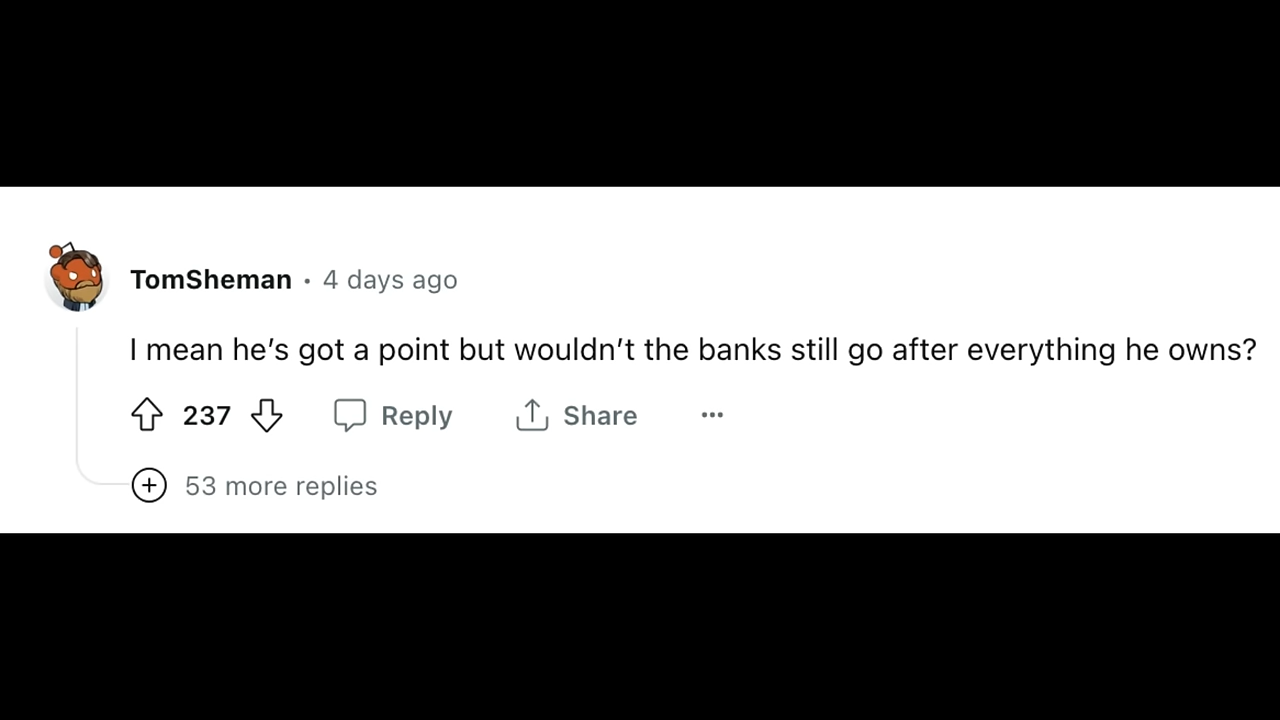 TomSheman • 4 days ago
I mean he’s got a point but wouldn’t the banks still go after everything he owns?
237 Reply Share •••
53 more replies